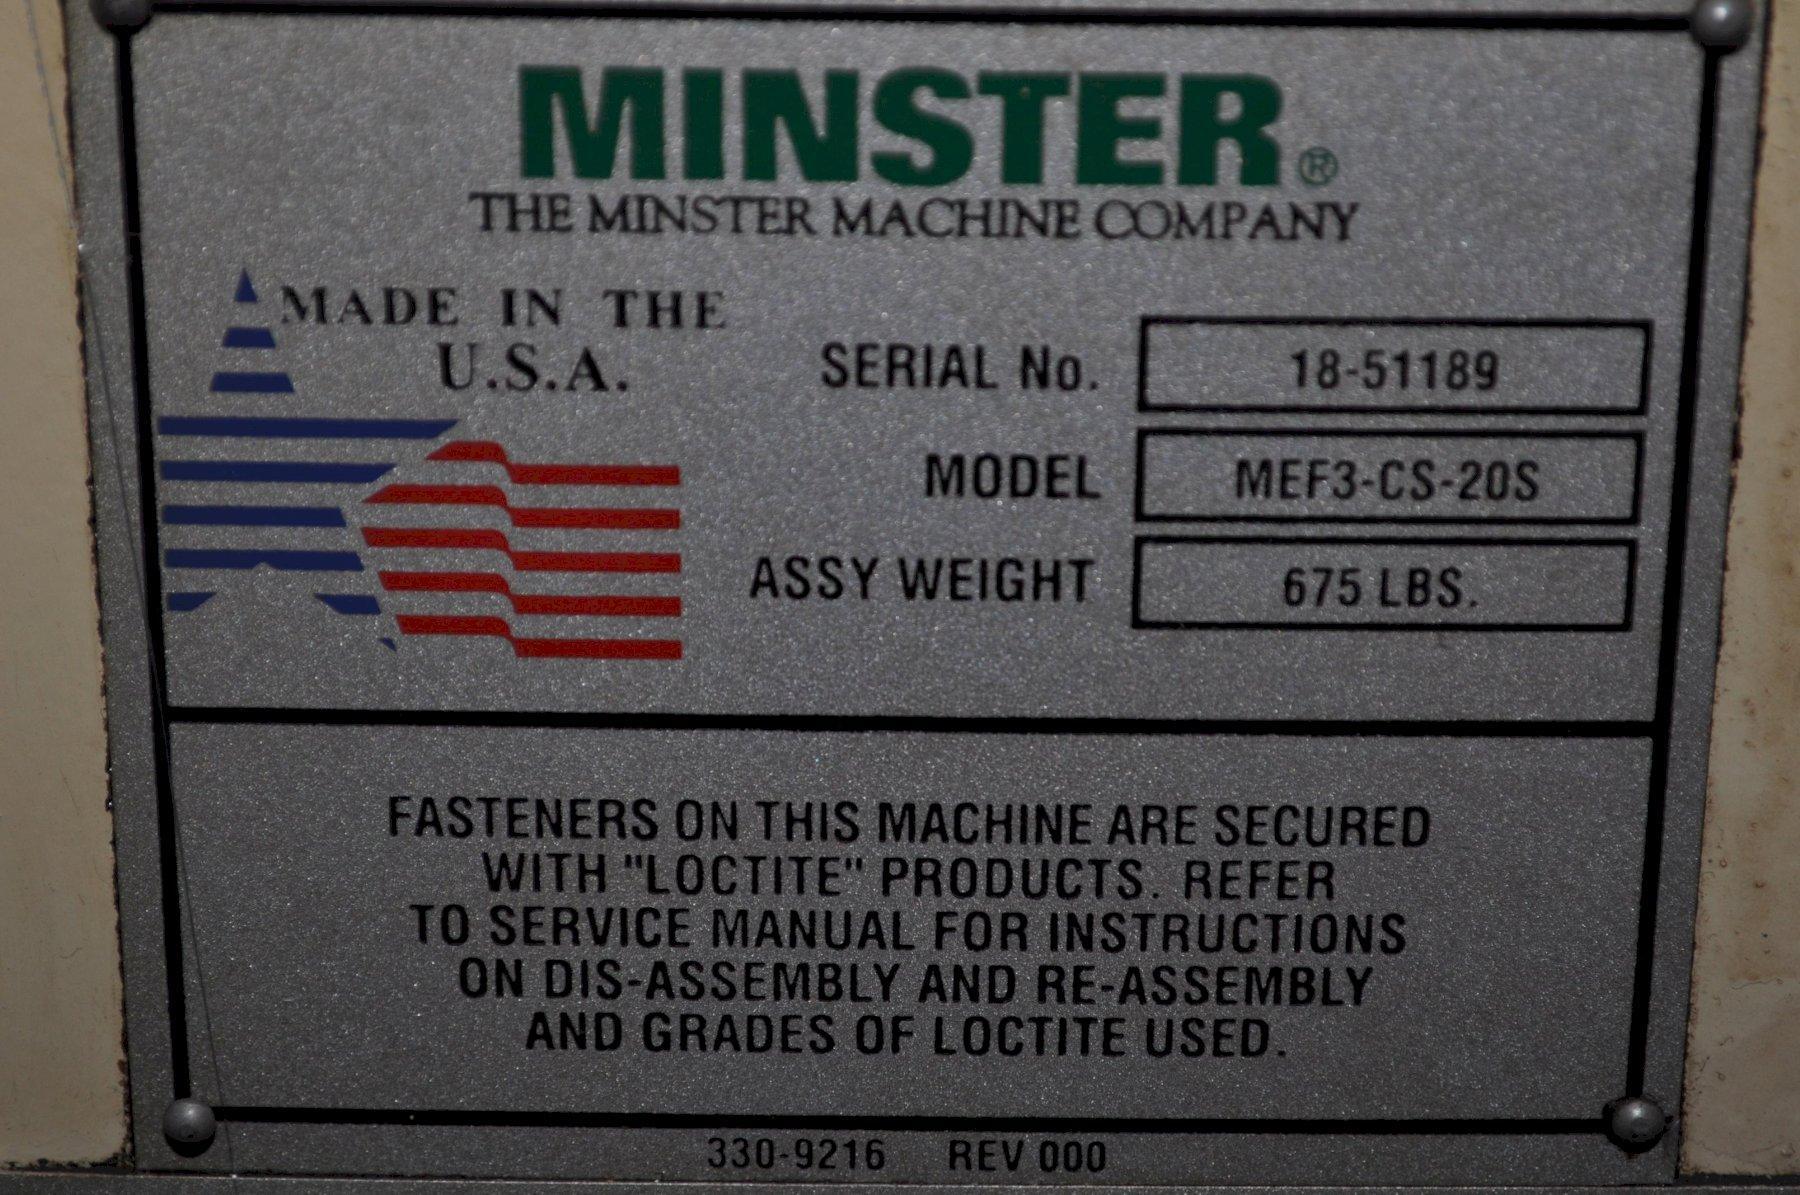 MINSTER®
THE MINSTER MACHINE COMPANY
MADE IN THE
U.S.A.
SERIAL No. 18-51189
MODEL MEF3-CS-20S
ASSY WEIGHT 675 LBS.
FASTENERS ON THIS MACHINE ARE SECURED
WITH "LOCTITE" PRODUCTS. REFER
TO SERVICE MANUAL FOR INSTRUCTIONS
ON DIS-ASSEMBLY AND RE-ASSEMBLY
AND GRADES OF LOCTITE USED.
330-9216 REV 000